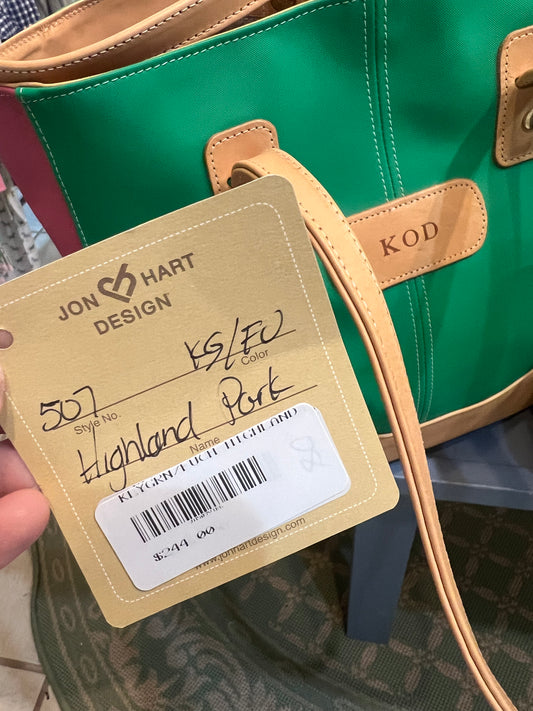 KOD
JON HART
DESIGN
507 KG/FU
Style No. Color
Highland Park
Name
KEYGRN/FUCH HIGHLAND
$244.00
www.jonhartdesign.com